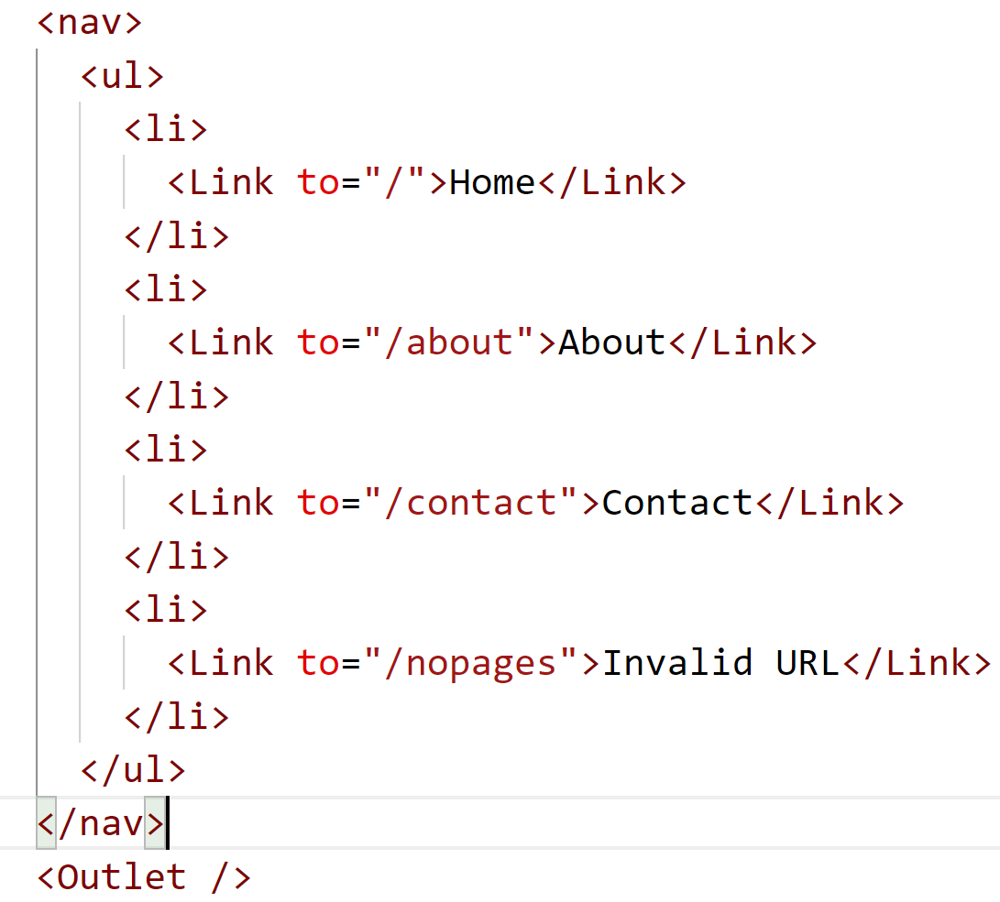 <nav>
<ul>
<li>
<Link to="/">Home</Link>
</li>
<li>
<Link to="/about">About</Link>
</li>
<li>
<Link to="/contact">Contact</Link>
</li>
<li>
<Link to="/nopages">Invalid URL</Link>
</li>
</ul>
</nav>
<Outlet />